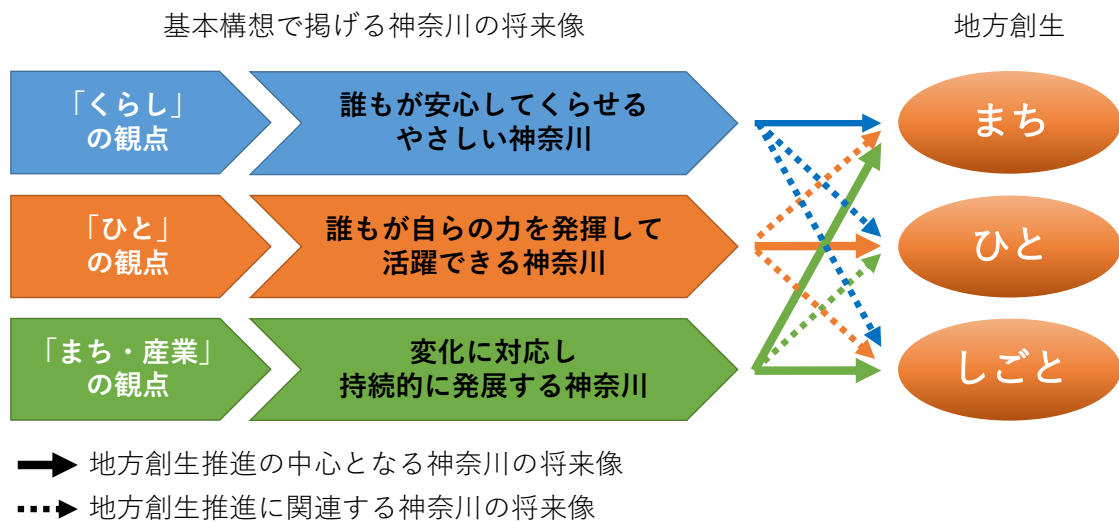 基本構想で掲げる神奈川の将来像
地方創生
「くらし」
の観点
誰もが安心してくらせる
やさしい神奈川
まち
「ひと」
の観点
誰もが自らの力を発揮して
活躍できる神奈川
ひと
「まち・産業」
の観点
変化に対応し
持続的に発展する神奈川
しごと
地方創生推進の中心となる神奈川の将来像
地方創生推進に関連する神奈川の将来像